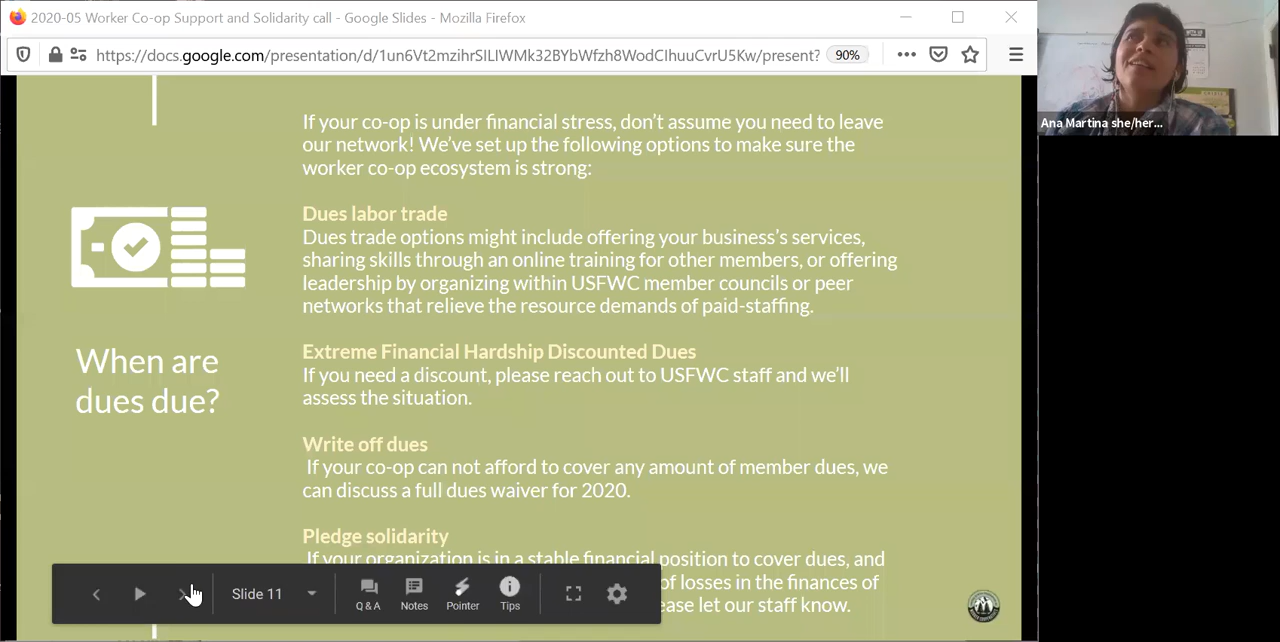 2020-05 Worker Co-op Support and Solidarity call - Google Slides - Mozilla Firefox
https://docs.google.com/presentation/d/1un6Vt2mzihrSILlWMk32BYbWfzh8WodCIhuuCvrU5Kw/present?
90%
Ana Martina she/her...
If your co-op is under financial stress, don’t assume you need to leave
our network! We’ve set up the following options to make sure the
worker co-op ecosystem is strong:
Dues labor trade
Dues trade options might include offering your business’s services,
sharing skills through an online training for other members, or offering
leadership by organizing within USFWC member councils or peer
networks that relieve the resource demands of paid-staffing.
When are
dues due?
Extreme Financial Hardship Discounted Dues
If you need a discount, please reach out to USFWC staff and we’ll
assess the situation.
Write off dues
If your co-op can not afford to cover any amount of member dues, we
can discuss a full dues waiver for 2020.
Pledge solidarity
If your organization is in a stable financial position to cover dues, and
of losses in the finances of
ease let our staff know.
Slide 11
Q & A
Notes
Pointer
Tips